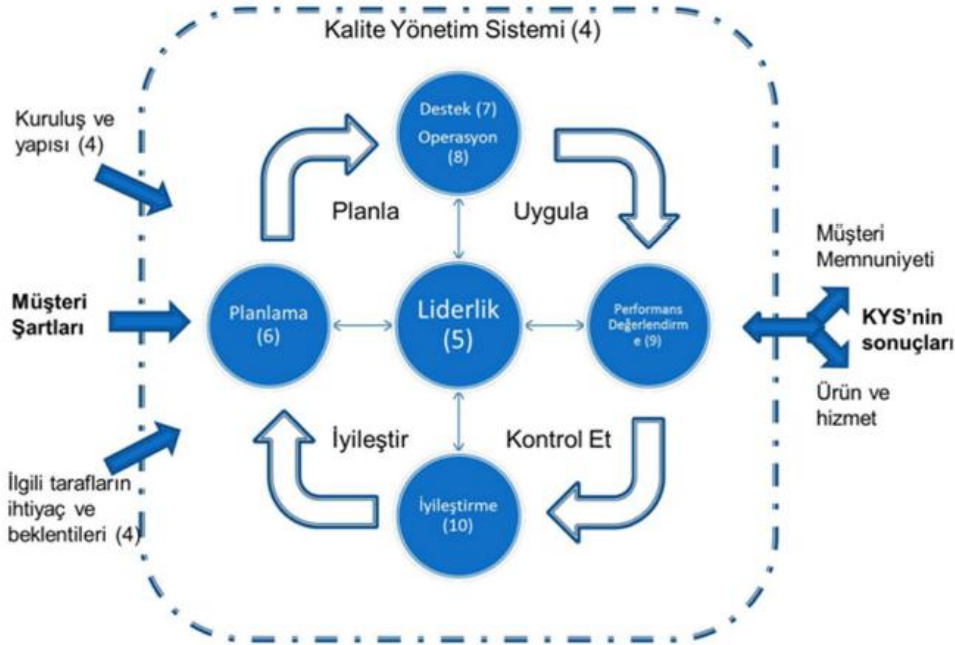 Kalite Yönetim Sistemi (4)
Kuruluş ve
yapısı (4)
Destek (7)
Operasyon
(8)
Planla
Uygula
Müşteri
Memnuniyeti
Müşteri
Şartları
Planlama
(6)
Liderlik
(5)
Performans
Değerlendirm
e (9)
KYS’nin
sonuçları
Ürün ve
hizmet
İyileştir
Kontrol Et
İlgili tarafların
ihtiyaç ve
beklentileri (4)
İyileştirme
(10)